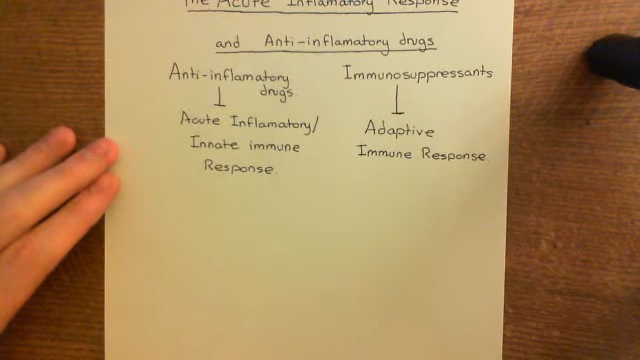 The Acute Inflamatory Response
and Anti-inflamatory drugs
Anti-inflamatory
drugs
Immunosuppressants
Acute Inflamatory/
Innate immune
Response.
Adaptive
Immune Response